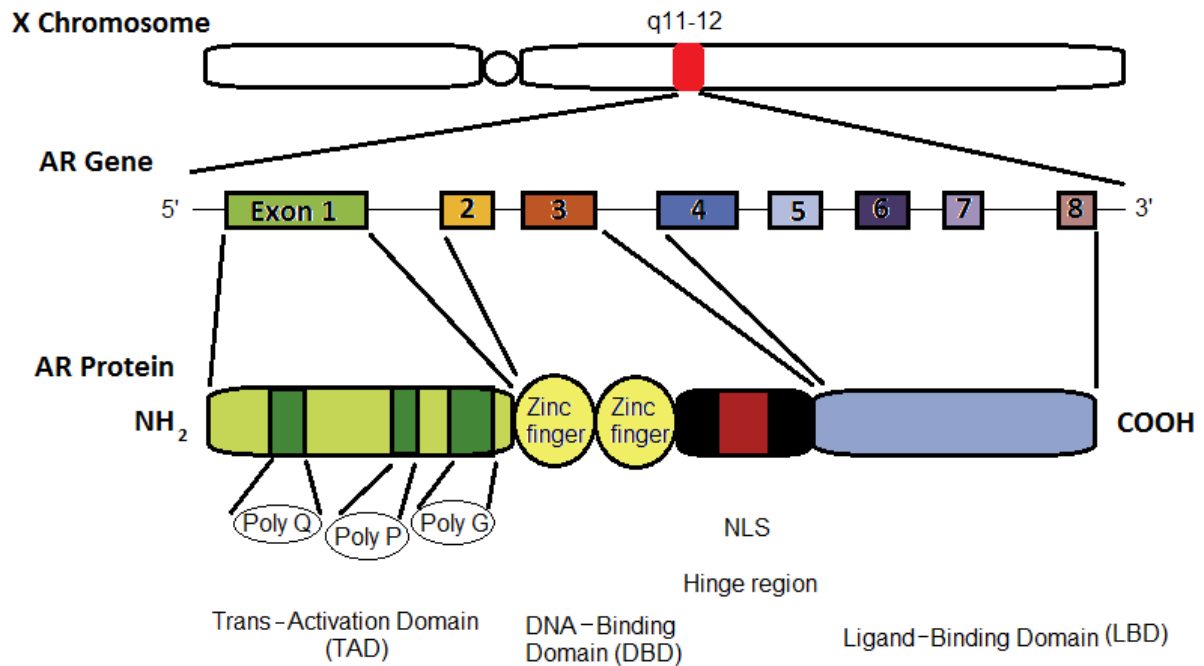 q11-12
X Chromosome
AR Gene
5' Exon 1 2 3 4 5 6 7 8 3'
AR Protein
NH2 Zinc finger Zinc finger COOH
Poly Q Poly P Poly G
NLS
Hinge region
Trans-Activation Domain
(TAD)
DNA-Binding
Domain (DBD)
Ligand-Binding Domain (LBD)